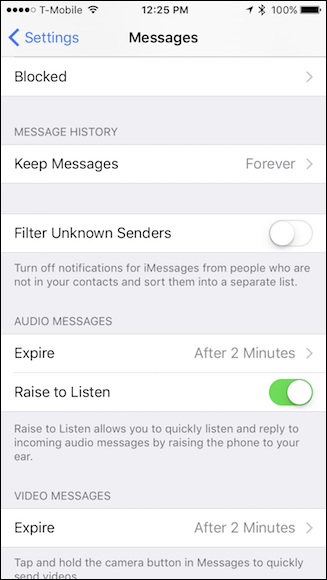 T-Mobile 12:25 PM 100%
Settings Messages
Blocked
MESSAGE HISTORY
Keep Messages Forever
Filter Unknown Senders
Turn off notifications for iMessages from people who are
not in your contacts and sort them into a separate list.
AUDIO MESSAGES
Expire After 2 Minutes
Raise to Listen
Raise to Listen allows you to quickly listen and reply to
incoming audio messages by raising the phone to your
ear.
VIDEO MESSAGES
Expire After 2 Minutes
Tap and hold the camera button in Messages to quickly
send videos.